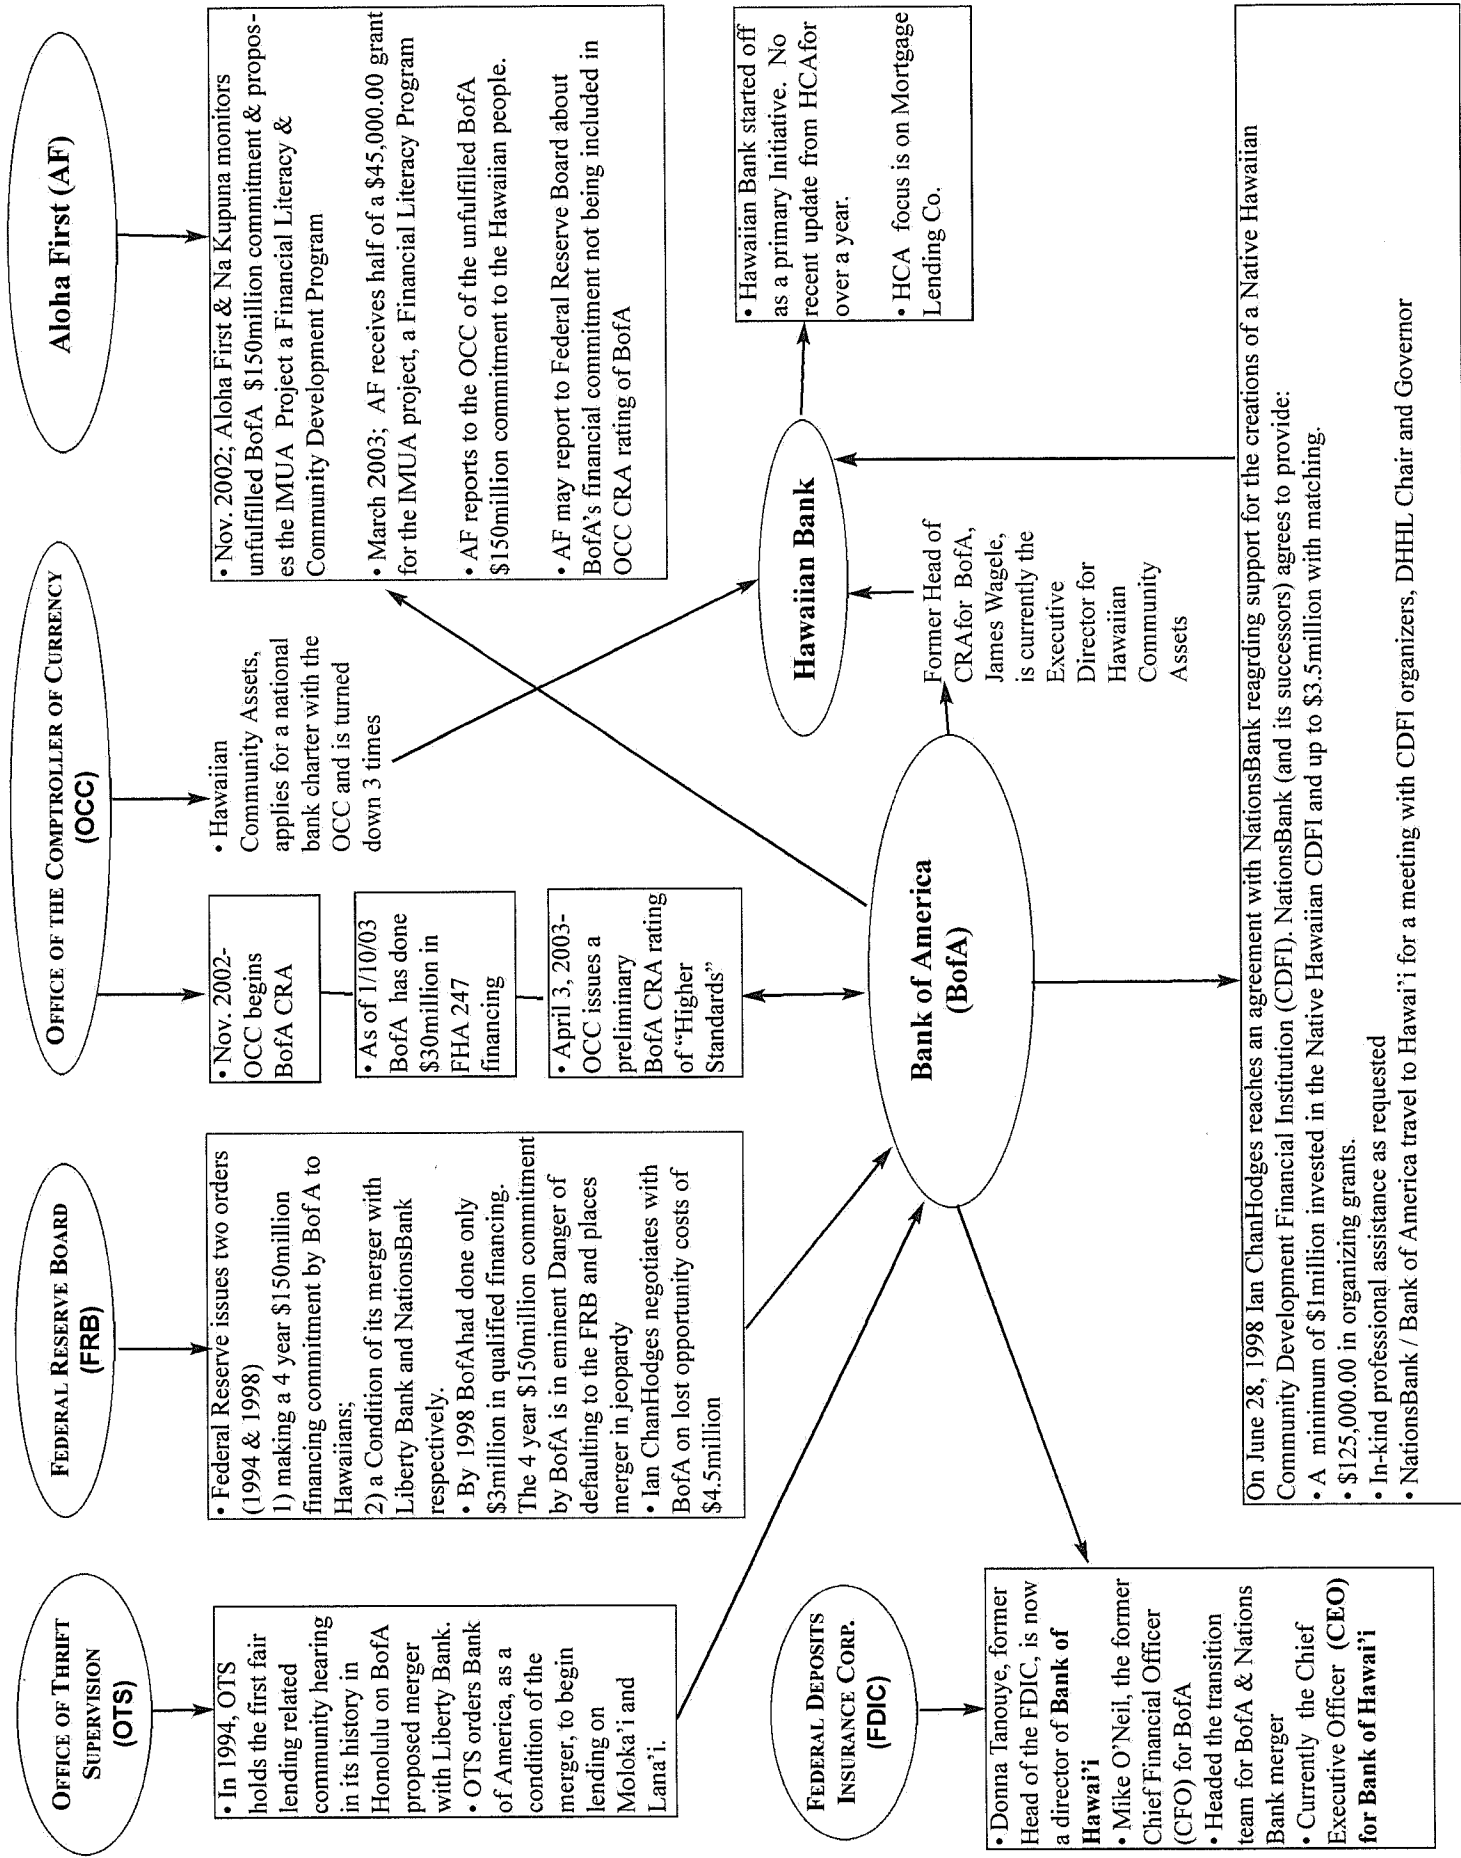 OFFICE OF THRIFT
SUPERVISION
(OTS)
• In 1994, OTS
holds the first fair
lending related
community hearing
in its history in
Honolulu on BofA
proposed merger
with Liberty Bank.
• OTS orders Bank
of America, as a
condition of the
merger, to begin
lending on
Moloka'i and
Lana'i.
FEDERAL RESERVE BOARD
(FRB)
• Federal Reserve issues two orders
(1994 & 1998)
1) making a 4 year $150million
financing commitment by Bof A to
Hawaiians;
2) a Condition of its merger with
Liberty Bank and NationsBank
respectively.
• By 1998 BofAhad done only
$3million in qualified financing.
The 4 year $150million commitment
by BofA is in eminent Danger of
defaulting to the FRB and places
merger in jeopardy
• Ian ChanHodges negotiates with
BofA on lost opportunity costs of
$4.5million
OFFICE OF THE COMPTROLLER OF CURRENCY
(OCC)
• Nov. 2002-
OCC begins
BofA CRA
• As of 1/10/03
BofA has done
$30million in
FHA 247
financing
• April 3, 2003-
OCC issues a
preliminary
BofA CRA rating
of “Higher
Standards”
• Hawaiian
Community Assets,
applies for a national
bank charter with the
OCC and is turned
down 3 times
Aloha First (AF)
• Nov. 2002; Aloha First & Na Kupuna monitors
unfulfilled BofA $150million commitment & propos-
es the IMUA Project a Financial Literacy &
Community Development Program
• March 2003; AF receives half of a $45,000.00 grant
for the IMUA project, a Financial Literacy Program
• AF reports to the OCC of the unfulfilled BofA
$150million commitment to the Hawaiian people.
• AF may report to Federal Reserve Board about
BofA's financial commitment not being included in
OCC CRA rating of BofA
FEDERAL DEPOSITS
INSURANCE CORP.
(FDIC)
• Donna Tanouye, former
Head of the FDIC, is now
a director of Bank of
Hawai'i
• Mike O'Neil, the former
Chief Financial Officer
(CFO) for BofA
• Headed the transition
team for BofA & Nations
Bank merger
• Currently the Chief
Executive Officer (CEO)
for Bank of Hawai'i
Bank of America
(BofA)
Former Head of
CRAfor BofA,
James Wagele,
is currently the
Executive
Director for
Hawaiian
Community
Assets
Hawaiian Bank
• Hawaiian Bank started off
as a primary Initiative. No
recent update from HCAfor
over a year.
• HCA focus is on Mortgage
Lending Co.
On June 28, 1998 Ian ChanHodges reaches an agreement with NationsBank reagrding support for the creations of a Native Hawaiian
Community Development Financial Institution (CDFI). NationsBank (and its successors) agrees to provide:
• A minimum of $1million invested in the Native Hawaiian CDFI and up to $3.5million with matching.
• $125,000.00 in organizing grants.
• In-kind professional assistance as requested
• NationsBank / Bank of America travel to Hawai'i for a meeting with CDFI organizers, DHHL Chair and Governor